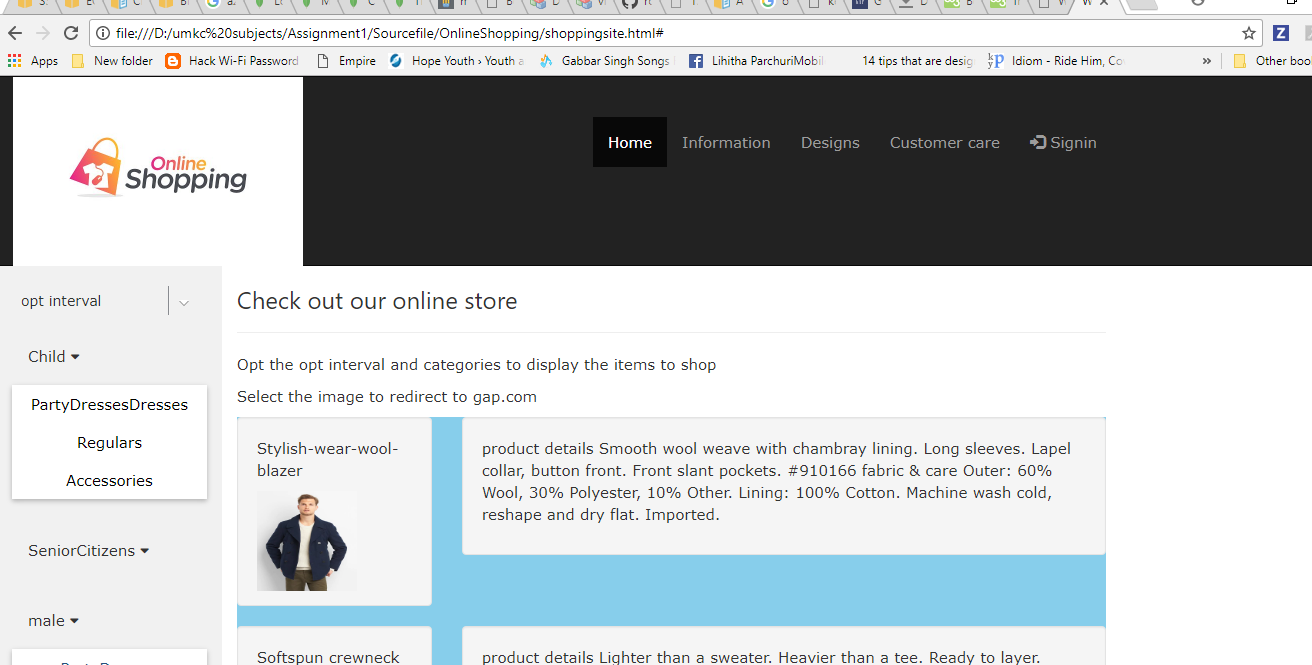 file:///D:/umkc%20subjects/Assignment1/Sourcefile/OnlineShopping/shoppingsite.html#
Apps New folder Hack Wi-Fi Password Empire Hope Youth › Youth a Gabbar Singh Songs Lihitha ParchuriMobil 14 tips that are desig Idiom - Ride Him, Co » Other boo
Online
Shopping
Home Information Designs Customer care Signin
opt interval
Child
PartyDressesDresses
Regulars
Accessories
SeniorCitizens
male
Check out our online store
Opt the opt interval and categories to display the items to shop
Select the image to redirect to gap.com
Stylish-wear-wool-
blazer
product details Smooth wool weave with chambray lining. Long sleeves. Lapel
collar, button front. Front slant pockets. #910166 fabric & care Outer: 60%
Wool, 30% Polyester, 10% Other. Lining: 100% Cotton. Machine wash cold,
reshape and dry flat. Imported.
Softspun crewneck
product details Lighter than a sweater. Heavier than a tee. Ready to layer.